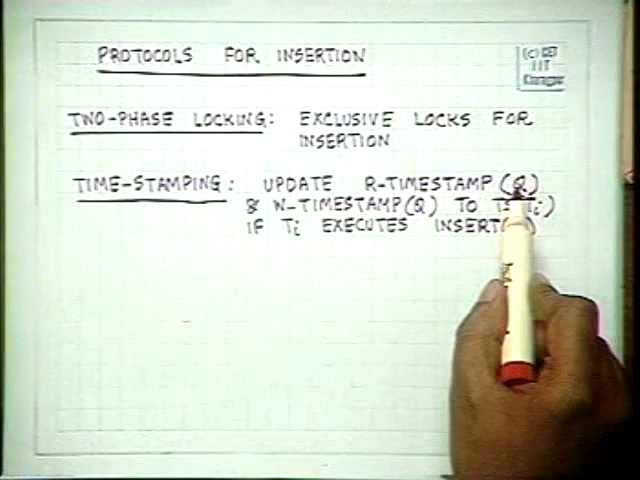 PROTOCOLS FOR INSERTION
(c) CET
IIT
Kharagpur
TWO-PHASE LOCKING: EXCLUSIVE LOCKS FOR
INSERTION
TIME-STAMPING: UPDATE R-TIMESTAMP(Q)
& W-TIMESTAMP(Q) TO i)
IF Ti EXECUTES INSERT( )